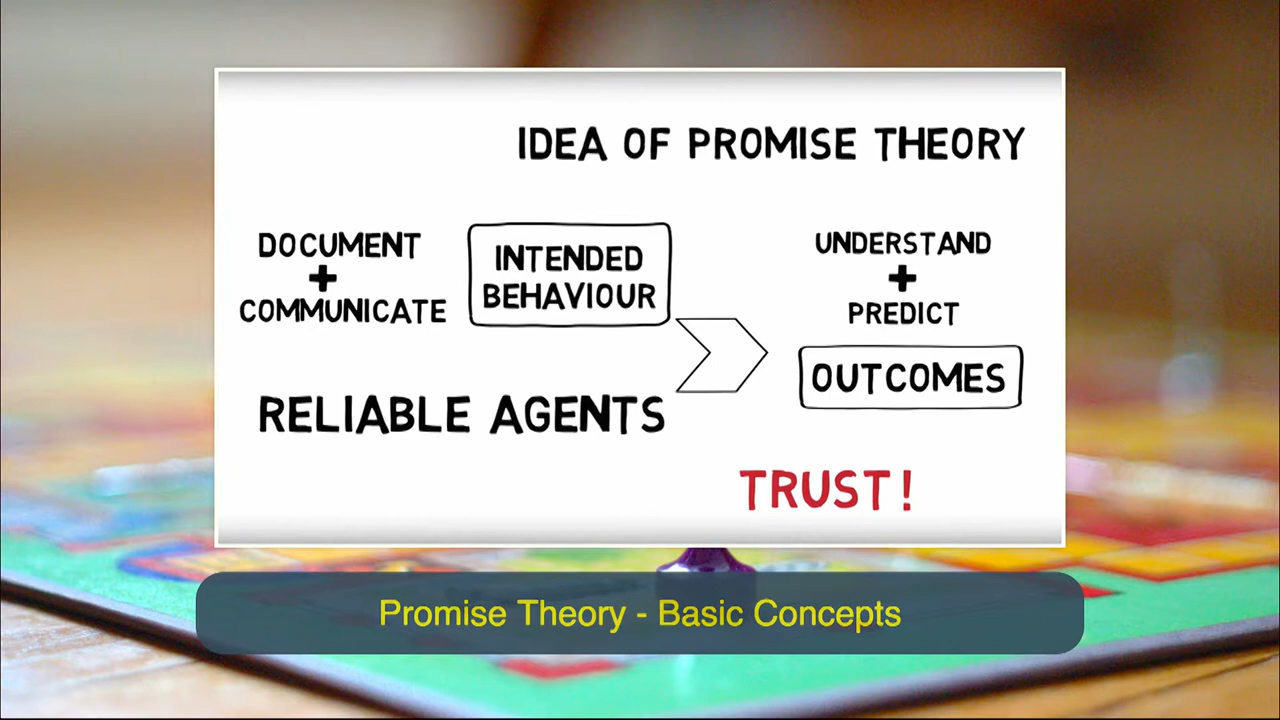 IDEA OF PROMISE THEORY
DOCUMENT
+
COMMUNICATE
INTENDED
BEHAVIOUR
UNDERSTAND
+
PREDICT
OUTCOMES
RELIABLE AGENTS
TRUST!
Promise Theory - Basic Concepts